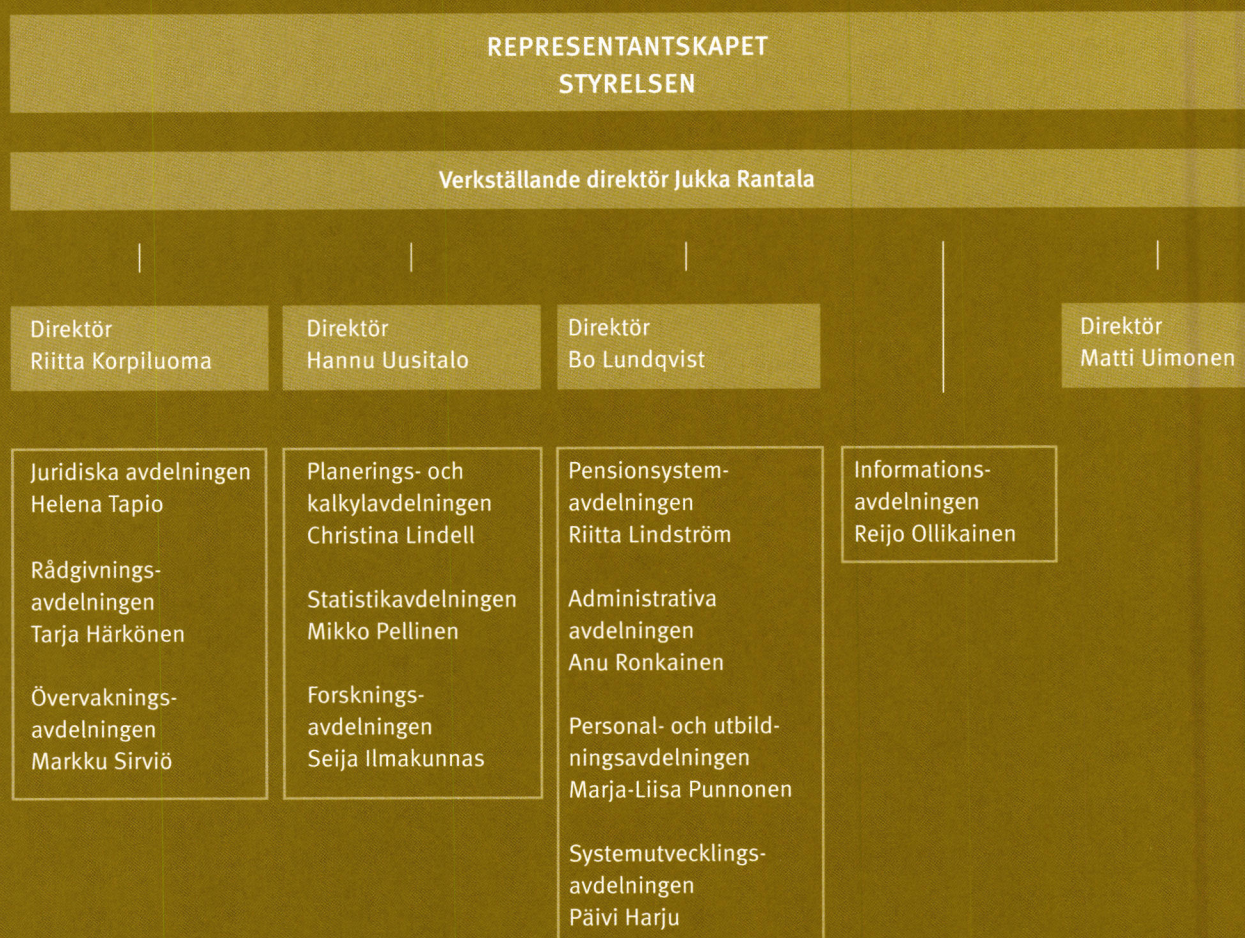 REPRESENTANTSKAPET
STYRELSEN
Verkställande direktör Jukka Rantala
Direktör
Riitta Korpiluoma
Direktör
Hannu Uusitalo
Direktör
Bo Lundqvist
Direktör
Matti Uimonen
Juridiska avdelningen
Helena Tapio
Rådgivnings-
avdelningen
Tarja Härkönen
Övervaknings-
avdelningen
Markku Sirviö
Planerings- och
kalkylavdelningen
Christina Lindell
Statistikavdelningen
Mikko Pellinen
Forsknings-
avdelningen
Seija Ilmakunnas
Pensionsystem-
avdelningen
Riitta Lindström
Administrativa
avdelningen
Anu Ronkainen
Personal- och utbild-
ningsavdelningen
Marja-Liisa Punnonen
Systemutvecklings-
avdelningen
Päivi Harju
Informations-
avdelningen
Reijo Ollikainen